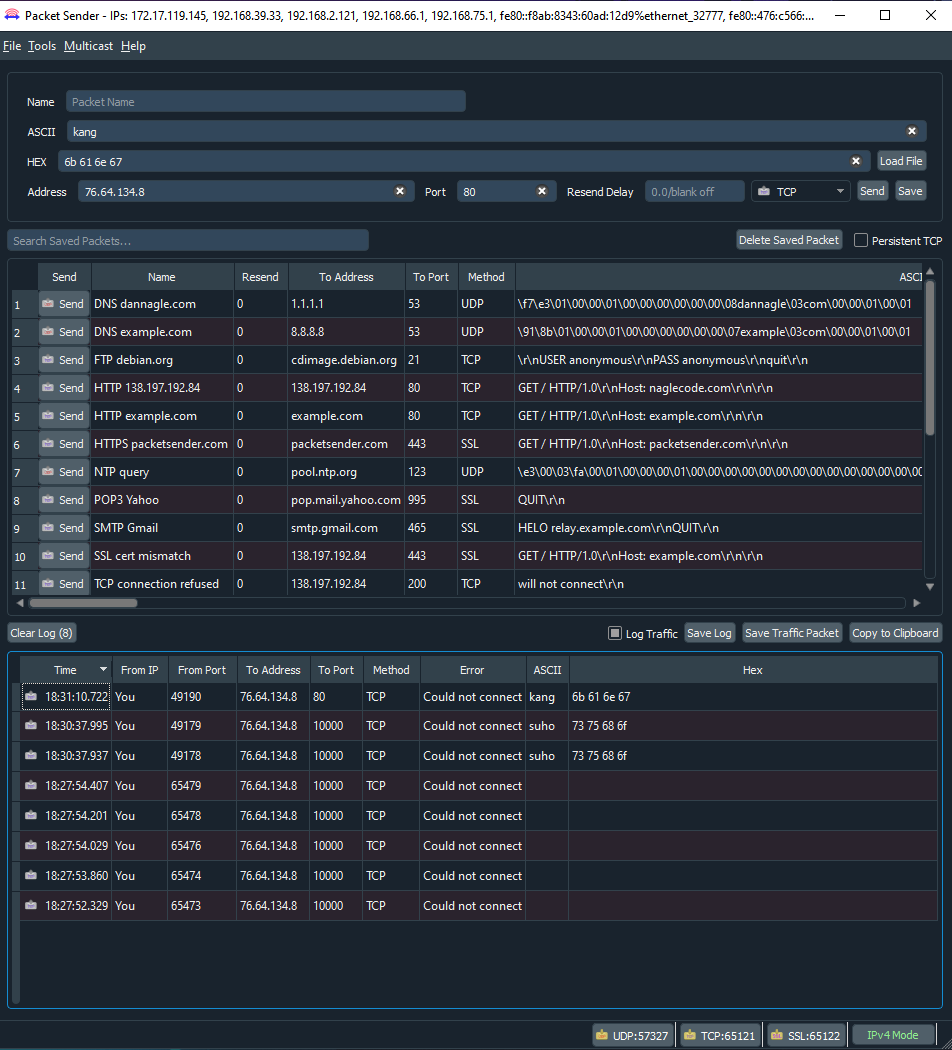 Packet Sender - IPs: 172.17.119.145, 192.168.39.33, 192.168.2.121, 192.168.66.1, 192.168.75.1, fe80::f8ab:8343:60ad:12d9%ethernet_32777, fe80::476:c566:...
File Tools Multicast Help
Name Packet Name
ASCII kang
HEX 6b 61 6e 67 Load File
Address 76.64.134.8 Port 80 Resend Delay 0.0/blank off TCP Send Save
Search Saved Packets... Delete Saved Packet Persistent TCP
Send Name Resend To Address To Port Method ASCI
1 Send DNS dannagle.com 0 1.1.1.1 53 UDP \f7\e3\01\00\00\01\00\00\00\00\00\00\08dannagle\03com\00\00\01\00\01
2 Send DNS example.com 0 8.8.8.8 53 UDP \91\8b\01\00\00\01\00\00\00\00\00\00\07example\03com\00\00\01\00\01
3 Send FTP debian.org 0 cdimage.debian.org 21 TCP \r\nUSER anonymous\r\nPASS anonymous\r\nquit\r\n
4 Send HTTP 138.197.192.84 0 138.197.192.84 80 TCP GET / HTTP/1.0\r\nHost: naglecode.com\r\n\r\n
5 Send HTTP example.com 0 example.com 80 TCP GET / HTTP/1.0\r\nHost: example.com\r\n\r\n
6 Send HTTPS packetsender.com 0 packetsender.com 443 SSL GET / HTTP/1.0\r\nHost: packetsender.com\r\n\r\n
7 Send NTP query 0 pool.ntp.org 123 UDP \e3\00\03\fa\00\01\00\00\00\01\00\00\00\00\00\00\00\00\00\00\00\00\00\00\00
8 Send POP3 Yahoo 0 pop.mail.yahoo.com 995 SSL QUIT\r\n
9 Send SMTP Gmail 0 smtp.gmail.com 465 SSL HELO relay.example.com\r\nQUIT\r\n
10 Send SSL cert mismatch 0 138.197.192.84 443 SSL GET / HTTP/1.0\r\nHost: example.com\r\n\r\n
11 Send TCP connection refused 0 138.197.192.84 200 TCP will not connect\r\n
Clear Log (8) Log Traffic Save Log Save Traffic Packet Copy to Clipboard
Time From IP From Port To Address To Port Method Error ASCII Hex
18:31:10.722 You 49190 76.64.134.8 80 TCP Could not connect kang 6b 61 6e 67
18:30:37.995 You 49179 76.64.134.8 10000 TCP Could not connect suho 73 75 68 6f
18:30:37.937 You 49178 76.64.134.8 10000 TCP Could not connect suho 73 75 68 6f
18:27:54.407 You 65479 76.64.134.8 10000 TCP Could not connect
18:27:54.201 You 65478 76.64.134.8 10000 TCP Could not connect
18:27:54.029 You 65476 76.64.134.8 10000 TCP Could not connect
18:27:53.860 You 65474 76.64.134.8 10000 TCP Could not connect
18:27:52.329 You 65473 76.64.134.8 10000 TCP Could not connect
UDP:57327 TCP:65121 SSL:65122 IPv4 Mode